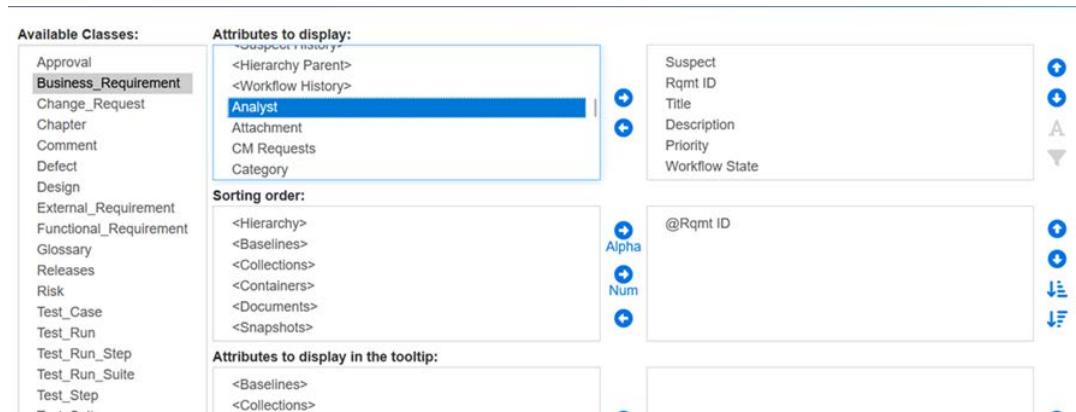 Available Classes:
Approval
Business_Requirement
Change_Request
Chapter
Comment
Defect
Design
External_Requirement
Functional_Requirement
Glossary
Releases
Risk
Test_Case
Test_Run
Test_Run_Step
Test_Run_Suite
Test_Step
Attributes to display:
<Suspect History>
<Hierarchy Parent>
<Workflow History>
Analyst
Attachment
CM Requests
Category
Suspect
Rqmt ID
Title
Description
Priority
Workflow State
A
Sorting order:
<Hierarchy>
<Baselines>
<Collections>
<Containers>
<Documents>
<Snapshots>
Alpha
Num
@Rqmt ID
Attributes to display in the tooltip:
<Baselines>
<Collections>